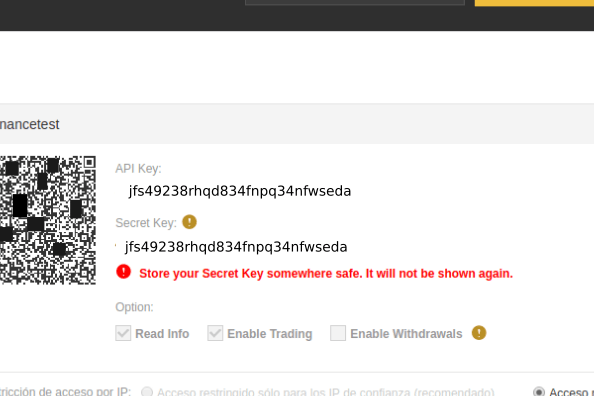 nancetest
API Key:
jfs49238rhqd834fnpq34nfwseda
Secret Key:
jfs49238rhqd834fnpq34nfwseda
Store your Secret Key somewhere safe. It will not be shown again.
Option:
Read Info Enable Trading Enable Withdrawals
ricción de acceso por IP: Acceso restringido sólo para los IP de confianza (recomendado) Acceso